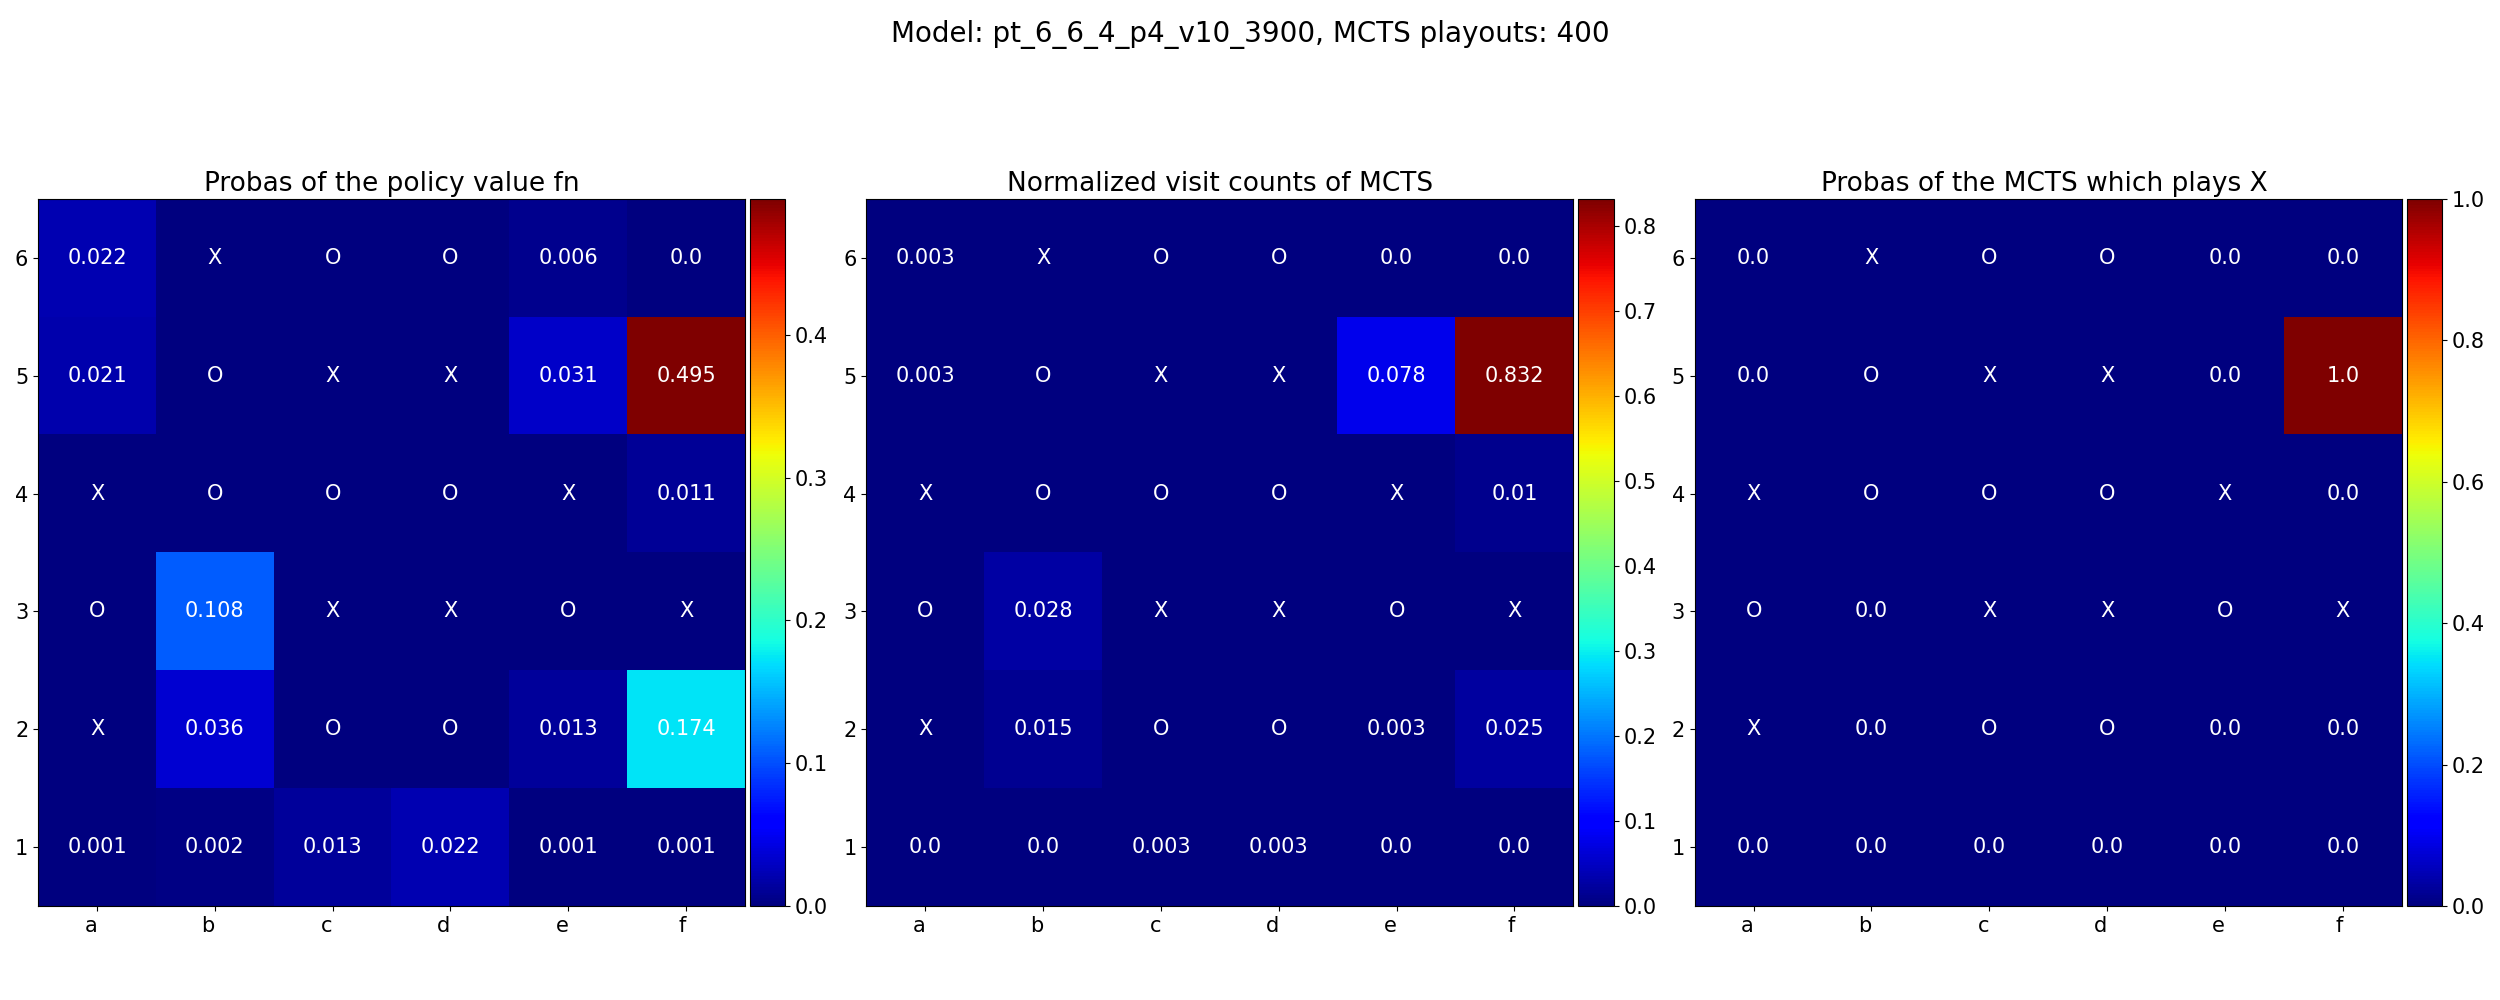 Model: pt_6_6_4_p4_v10_3900, MCTS playouts: 400
Probas of the policy value fn
6 0.022 X O O 0.006 0.0
5 0.021 O X X 0.031 0.495
4 X O O O X 0.011
3 O 0.108 X X O X
2 X 0.036 O O 0.013 0.174
1 0.001 0.002 0.013 0.022 0.001 0.001
a b c d e f
0.4
0.3
0.2
0.1
0.0
Normalized visit counts of MCTS
6 0.003 X O O 0.0 0.0
5 0.003 O X X 0.078 0.832
4 X O O O X 0.01
3 O 0.028 X X O X
2 X 0.015 O O 0.003 0.025
1 0.0 0.0 0.003 0.003 0.0 0.0
a b c d e f
0.8
0.7
0.6
0.5
0.4
0.3
0.2
0.1
0.0
Probas of the MCTS which plays X
6 0.0 X O O 0.0 0.0
5 0.0 O X X 0.0 1.0
4 X O O O X 0.0
3 O 0.0 X X O X
2 X 0.0 O O 0.0 0.0
1 0.0 0.0 0.0 0.0 0.0 0.0
a b c d e f
1.0
0.8
0.6
0.4
0.2
0.0